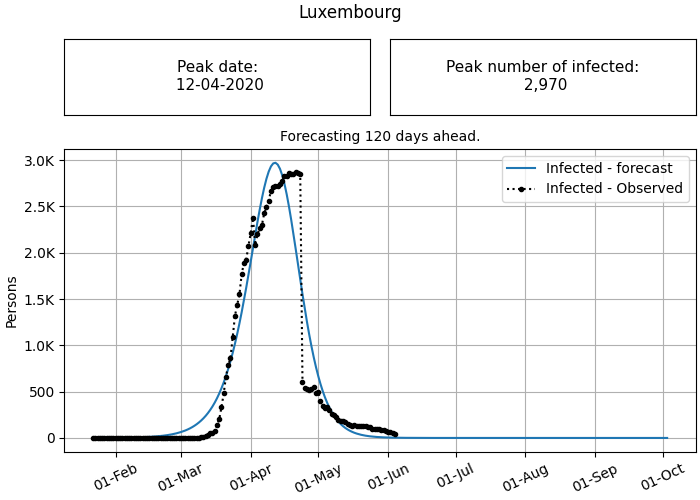 Luxembourg
Peak date:
12-04-2020
Peak number of infected:
2,970
Forecasting 120 days ahead.
Infected - forecast
Infected - Observed
3.0K
2.5K
2.0K
1.5K
1.0K
500
0
Persons
01-Feb
01-Mar
01-Apr
01-May
01-Jun
01-Jul
01-Aug
01-Sep
01-Oct